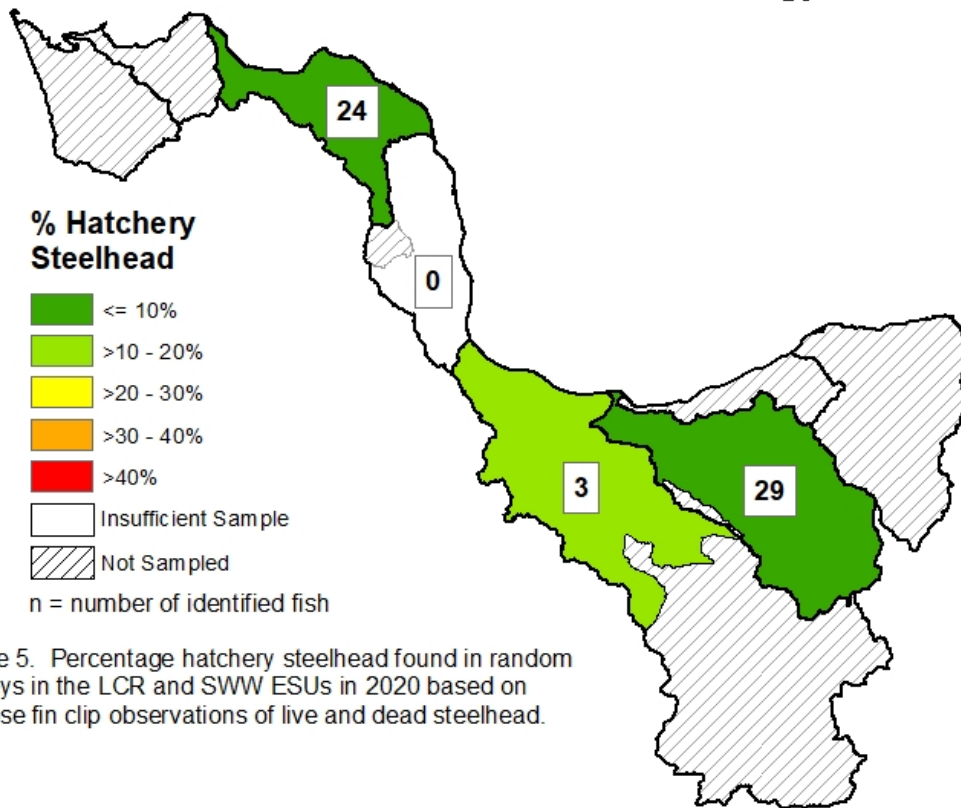 24
0
3
29
% Hatchery
Steelhead
<= 10%
>10 - 20%
>20 - 30%
>30 - 40%
>40%
Insufficient Sample
Not Sampled
n = number of identified fish
5. Percentage hatchery steelhead found in random
in the LCR and SWW ESUs in 2020 based on
fin clip observations of live and dead steelhead.